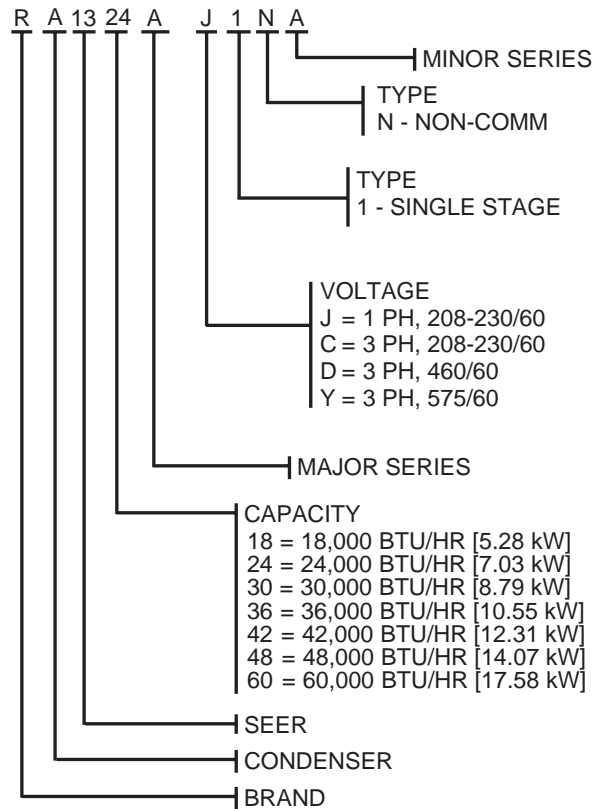 R A 13 24 A J 1 N A
MINOR SERIES
TYPE
N - NON-COMM
TYPE
1 - SINGLE STAGE
VOLTAGE
J = 1 PH, 208-230/60
C = 3 PH, 208-230/60
D = 3 PH, 460/60
Y = 3 PH, 575/60
MAJOR SERIES
CAPACITY
18 = 18,000 BTU/HR [5.28 kW]
24 = 24,000 BTU/HR [7.03 kW]
30 = 30,000 BTU/HR [8.79 kW]
36 = 36,000 BTU/HR [10.55 kW]
42 = 42,000 BTU/HR [12.31 kW]
48 = 48,000 BTU/HR [14.07 kW]
60 = 60,000 BTU/HR [17.58 kW]
SEER
CONDENSER
BRAND